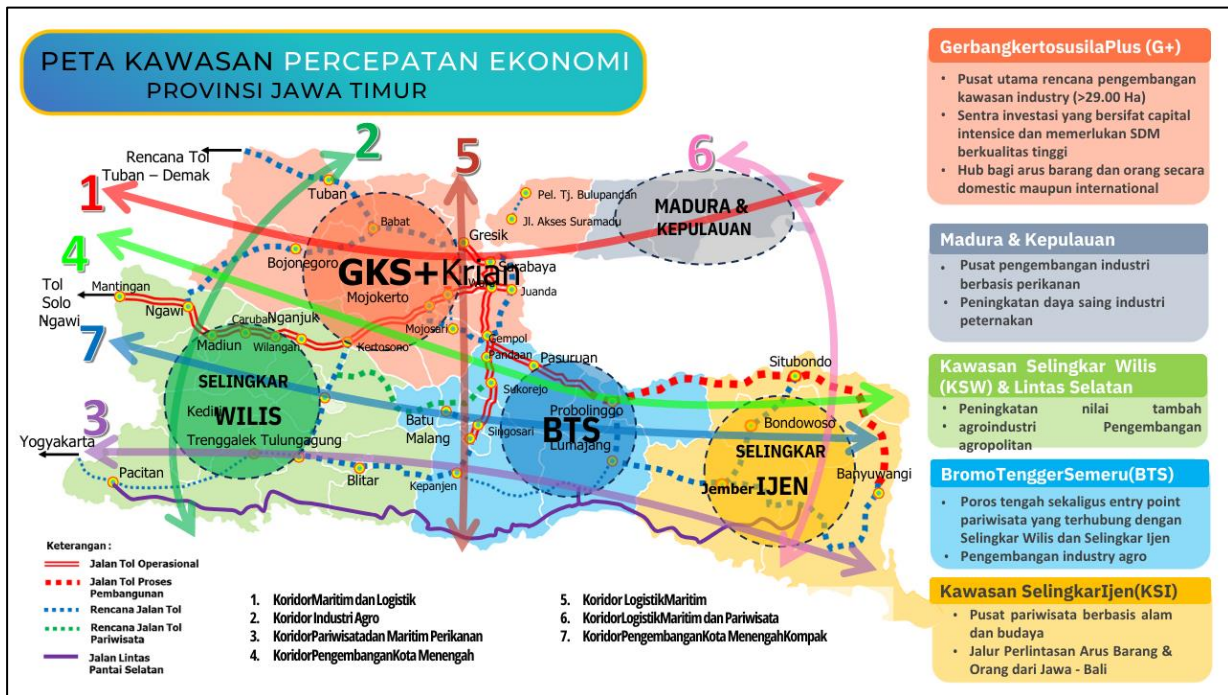 PETA KAWASAN PERCEPATAN EKONOMI
PROVINSI JAWA TIMUR
Rencana Tol
Tuban – Demak
2
5
6
1
4
7
3
Tuban
Babat
Bojonegoro
Gresik
Pel. Tj. Bulupandan
Jl. Akses Suramadu
MADURA &
KEPULAUAN
GKS+
Krian
Surabaya
Waru
Juanda
Mojokerto
Mojosari
Tol
Solo
Ngawi
Mantingan
Ngawi
Caruban
Nganjuk
Madiun
Wilangan
Kertosono
Gempol
Pandaan
Pasuruan
Situbondo
SELINGKAR
WILIS
Kediri
Sukorejo
Batu
Malang
Singosari
BTS
Probolinggo
Lumajang
Bondowoso
SELINGKAR
IJEN
Jember
Banyuwangi
Yogyakarta
Trenggalek
Tulungagung
Pacitan
Blitar
Kepanjen
Keterangan :
Jalan Tol Operasional
Jalan Tol Proses
Pembangunan
Rencana Jalan Tol
Rencana Jalan Tol
Pariwisata
Jalan Lintas
Pantai Selatan
1. KoridorMaritim dan Logistik
2. Koridor Industri Agro
3. KoridorPariwisatadan Maritim Perikanan
4. KoridorPengembanganKota Menengah
5. Koridor LogistikMaritim
6. KoridorLogistikMaritim dan Pariwisata
7. KoridorPengembanganKota MenengahKompak
GerbangkertosusilaPlus (G+)
• Pusat utama rencana pengembangan
kawasan industry (>29.00 Ha)
• Sentra investasi yang bersifat capital
intensice dan memerlukan SDM
berkualitas tinggi
• Hub bagi arus barang dan orang secara
domestic maupun international
Madura & Kepulauan
• Pusat pengembangan industri
berbasis perikanan
• Peningkatan daya saing industri
peternakan
Kawasan Selingkar Wilis
(KSW) & Lintas Selatan
• Peningkatan nilai tambah
• agroindustri Pengembangan
agropolitan
BromoTenggerSemeru(BTS)
• Poros tengah sekaligus entry point
pariwisata yang terhubung dengan
Selingkar Wilis dan Selingkar Ijen
• Pengembangan industry agro
Kawasan SelingkarIjen(KSI)
• Pusat pariwisata berbasis alam
dan budaya
• Jalur Perlintasan Arus Barang &
Orang dari Jawa - Bali